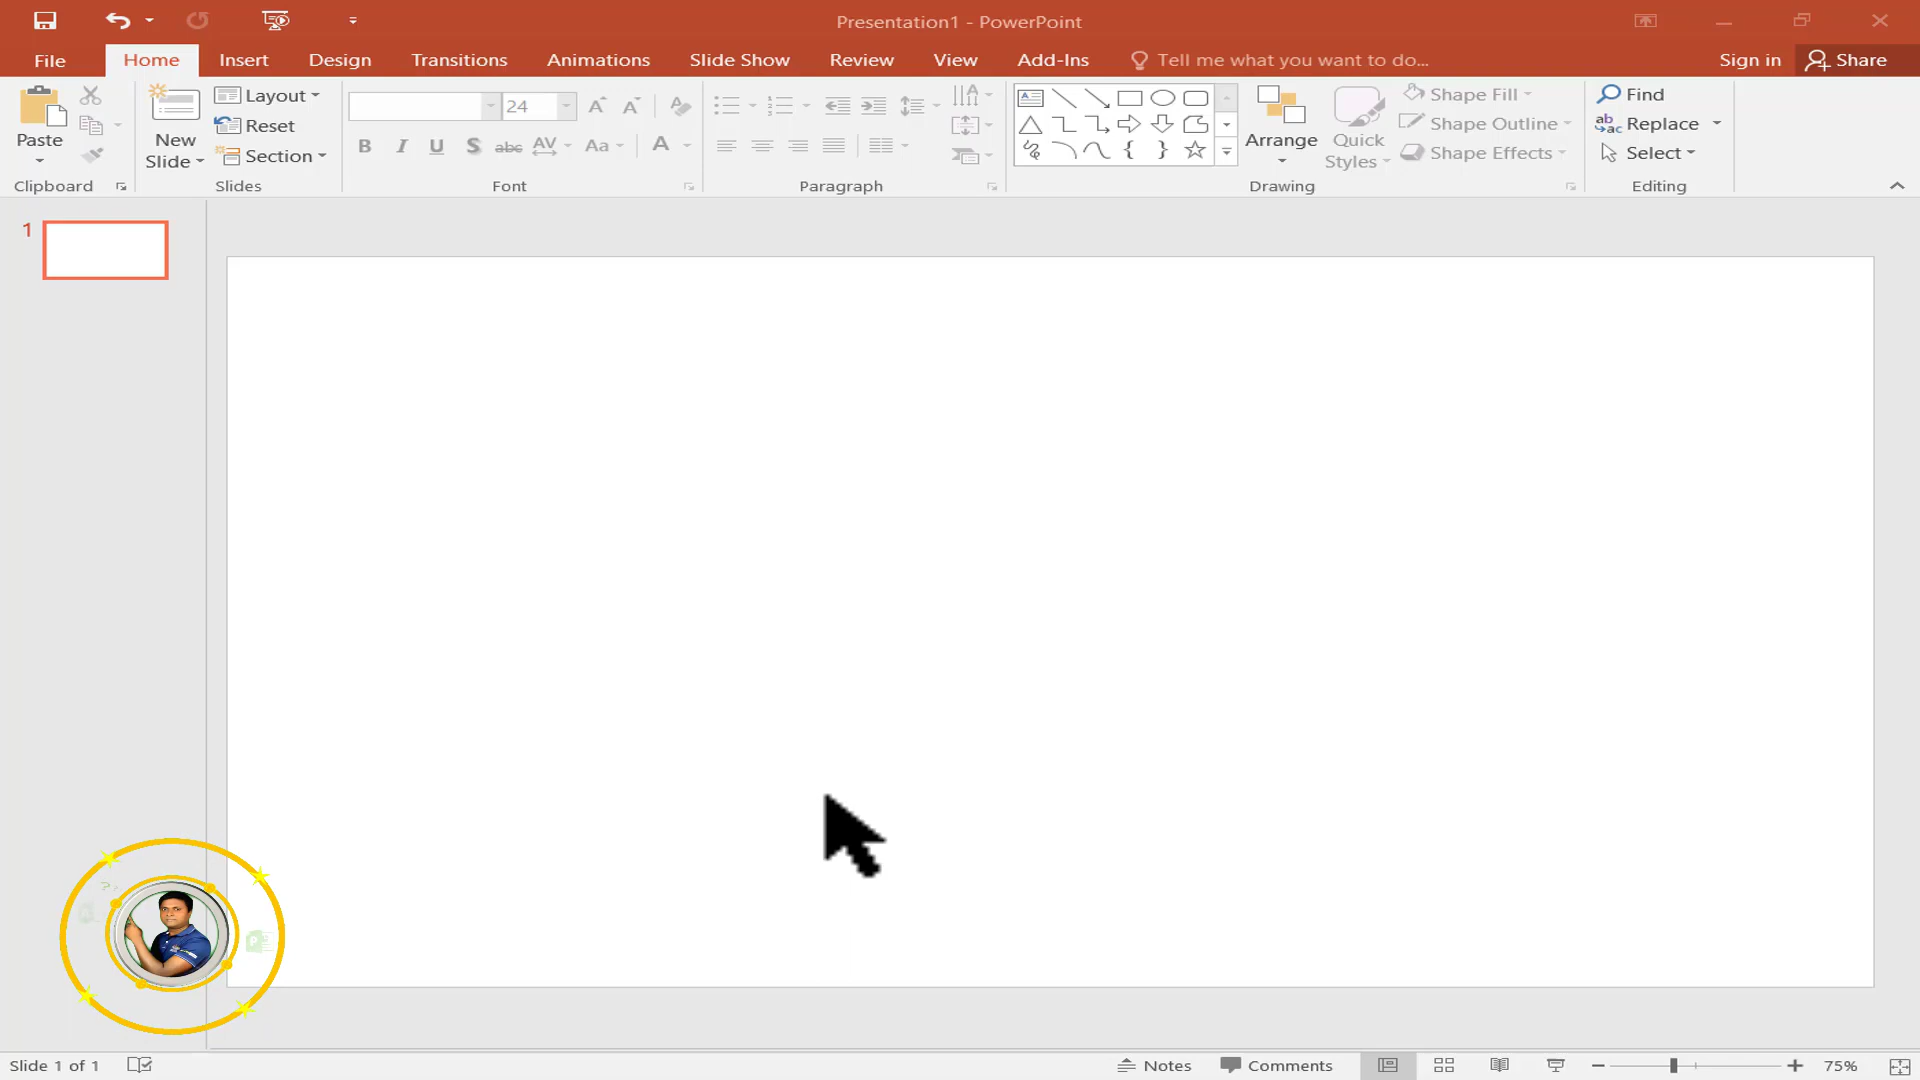 Presentation1 - PowerPoint
File Home Insert Design Transitions Animations Slide Show Review View Add-Ins Tell me what you want to do... Sign in Share
Paste
New Slide
Layout
Reset
Section
24
B I U S abc AV Aa A
Arrange
Quick Styles
Shape Fill
Shape Outline
Shape Effects
Find
Replace
Select
Clipboard Slides Font Paragraph Drawing Editing
1
Slide 1 of 1 Notes Comments 75%